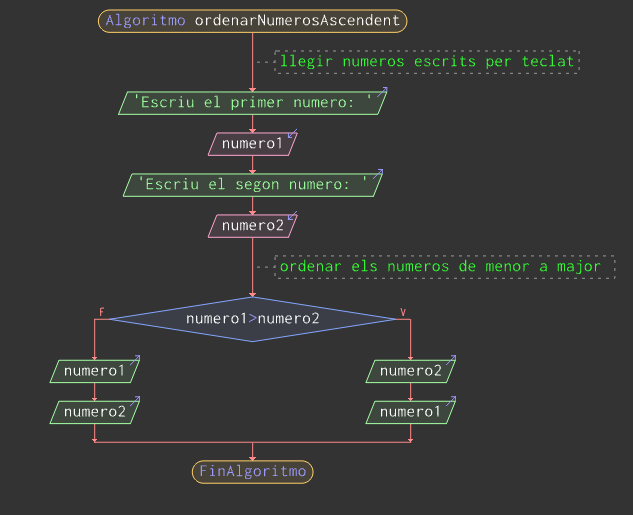 Algoritmo ordenarNumerosAscendent
llegir numeros escrits per teclat
'Escriu el primer numero: '
numero1
'Escriu el segon numero: '
numero2
ordenar els numeros de menor a major
F
V
numero1>numero2
numero1
numero2
numero2
numero1
FinAlgoritmo